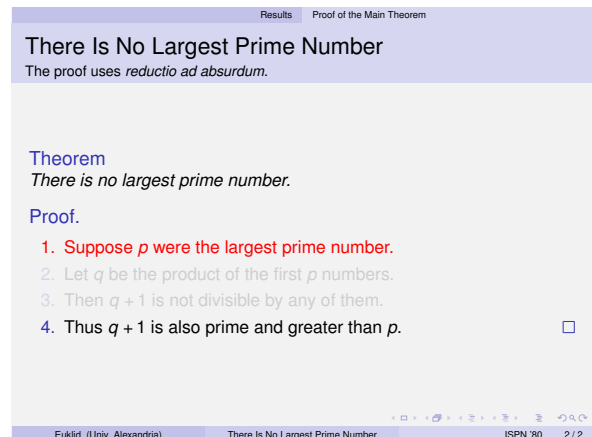 Results Proof of the Main Theorem
There Is No Largest Prime Number
The proof uses reductio ad absurdum.
Theorem
There is no largest prime number.
Proof.
1. Suppose p were the largest prime number.
2. Let q be the product of the first p numbers.
3. Then q + 1 is not divisible by any of them.
4. Thus q + 1 is also prime and greater than p.
Euklid (Univ. Alexandria) There Is No Largest Prime Number ISPN '80 2 / 2